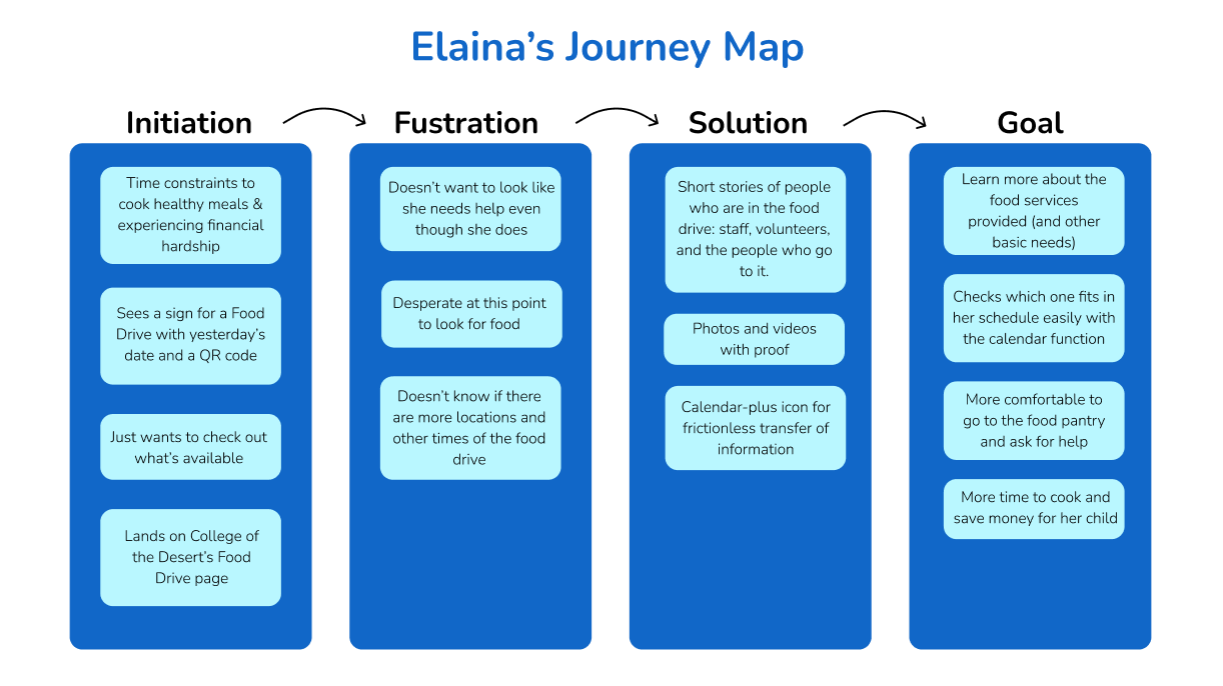 Elaina’s Journey Map
Initiation
Time constraints to
cook healthy meals &
experiencing financial
hardship
Sees a sign for a Food
Drive with yesterday’s
date and a QR code
Just wants to check out
what’s available
Lands on College of
the Desert’s Food
Drive page
Fustration
Doesn’t want to look like
she needs help even
though she does
Desperate at this point
to look for food
Doesn’t know if there
are more locations and
other times of the food
drive
Solution
Short stories of people
who are in the food
drive: staff, volunteers,
and the people who go
to it.
Photos and videos
with proof
Calendar-plus icon for
frictionless transfer of
information
Goal
Learn more about the
food services
provided (and other
basic needs)
Checks which one fits in
her schedule easily with
the calendar function
More comfortable to
go to the food pantry
and ask for help
More time to cook and
save money for her child